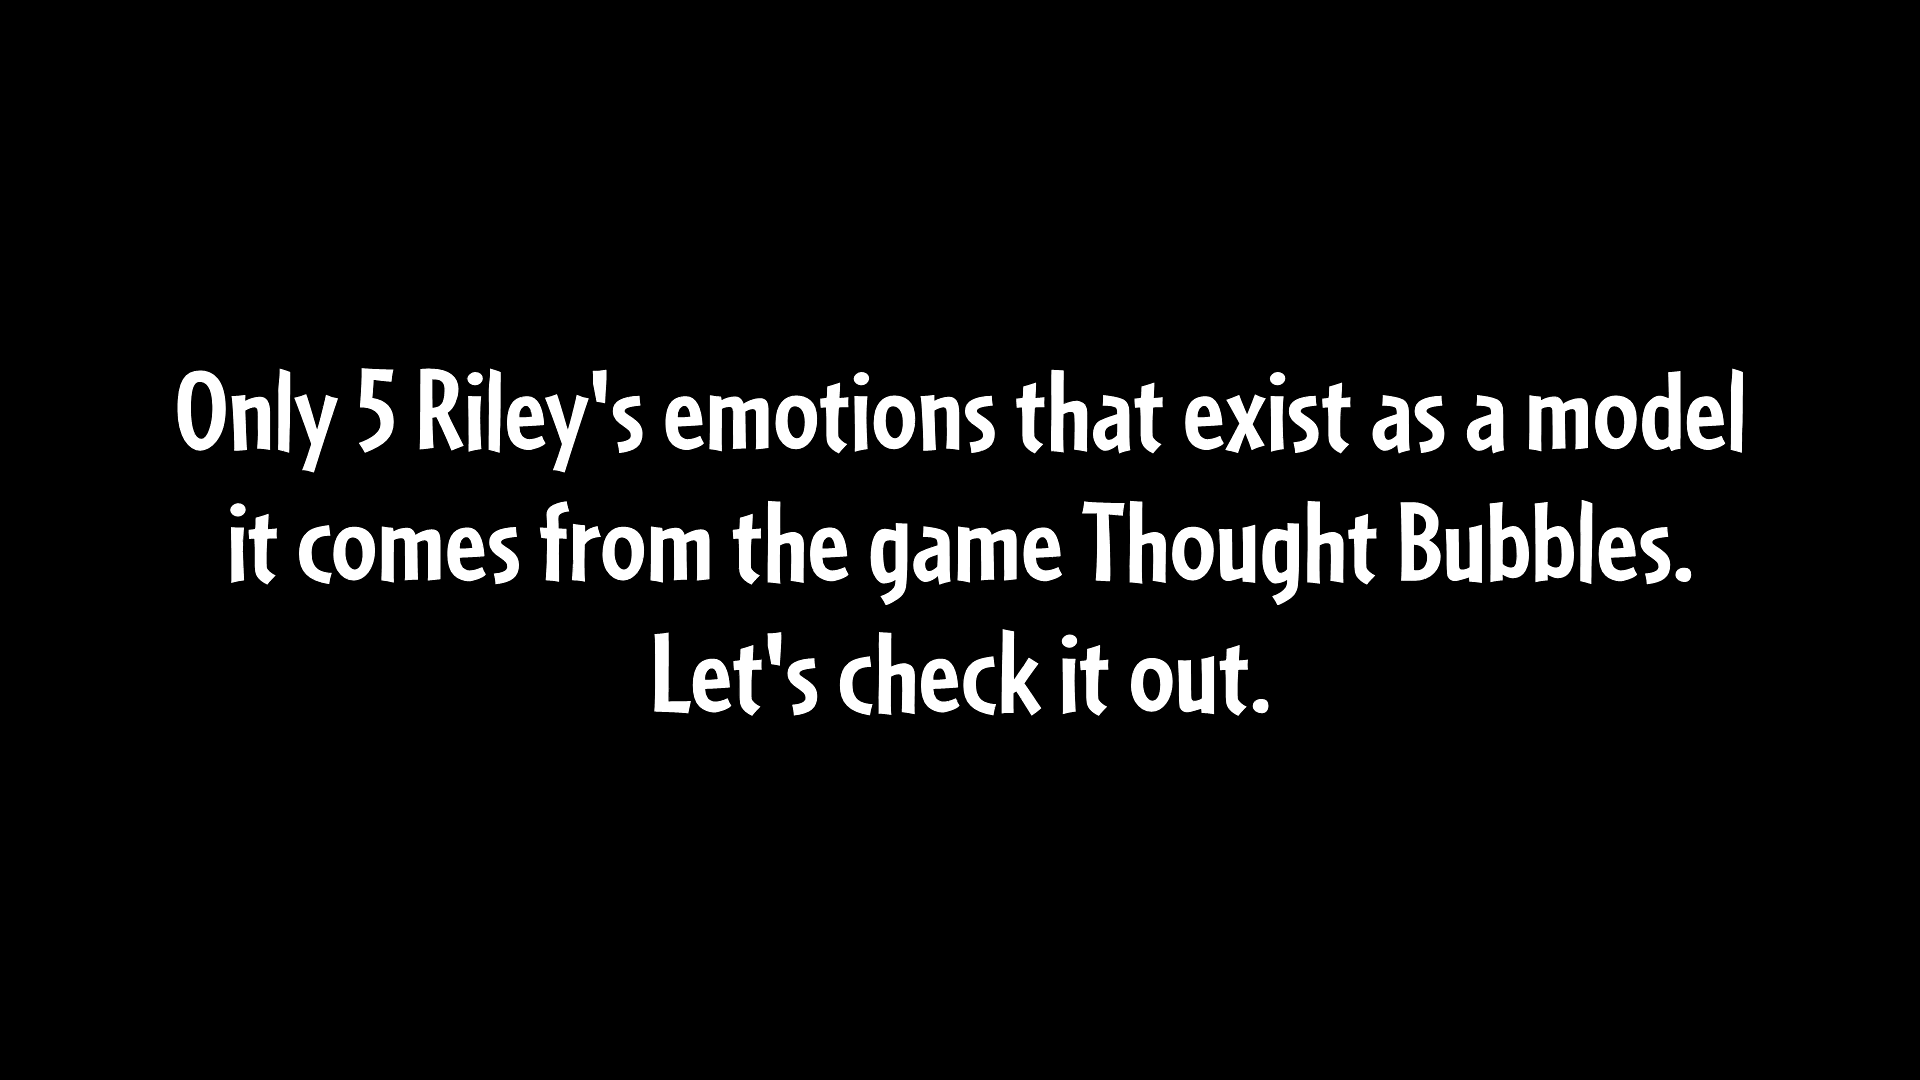 Only 5 Riley's emotions that exist as a model
it comes from the game Thought Bubbles.
Let's check it out.